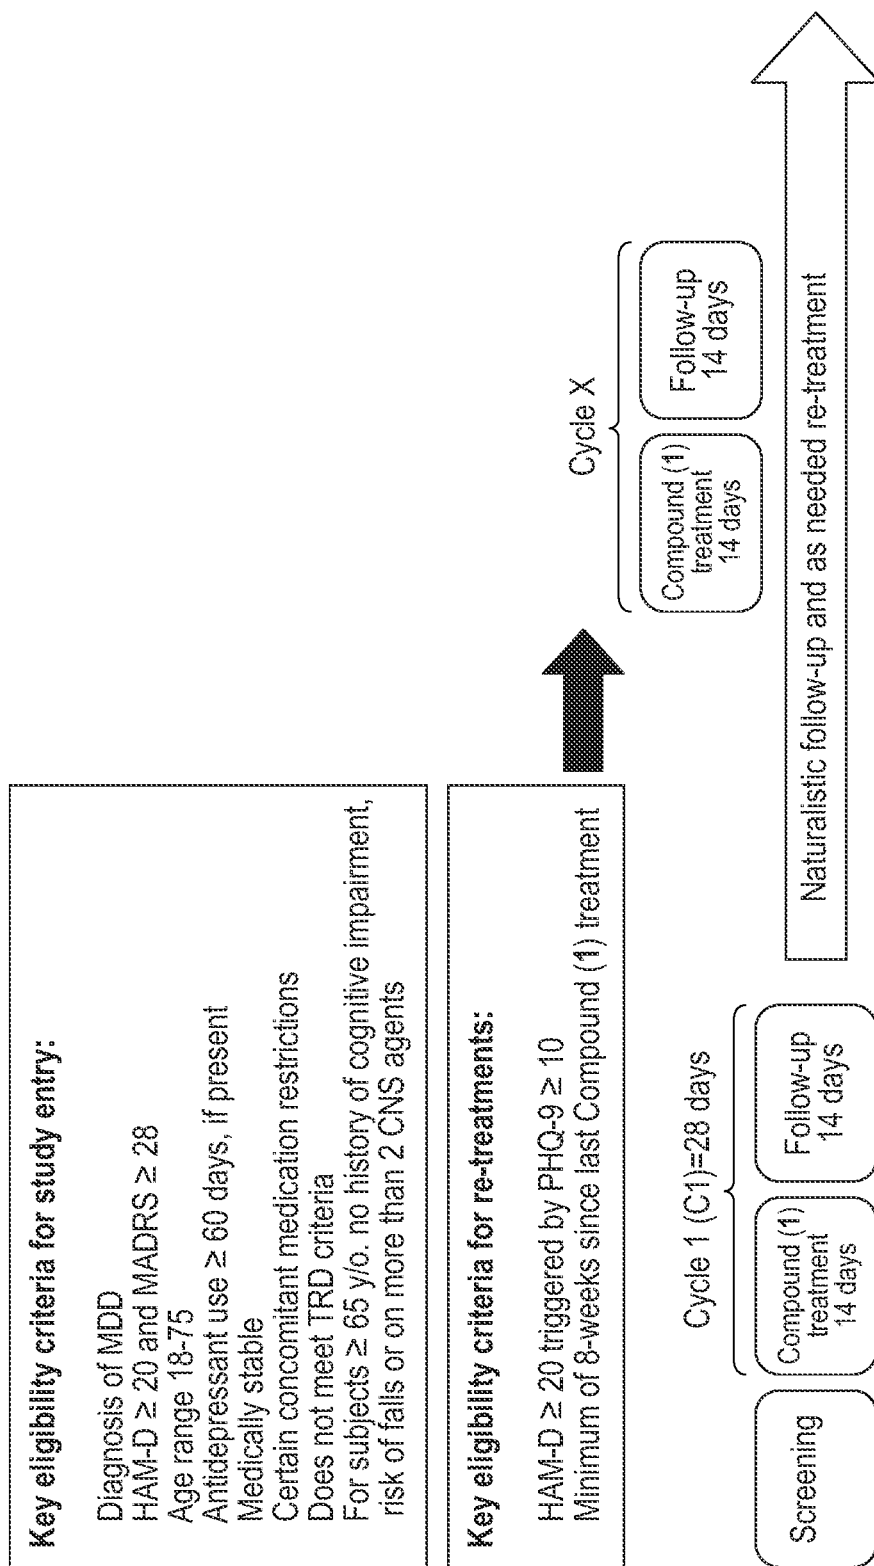 Key eligibility criteria for study entry:
Diagnosis of MDD
HAM-D ≥ 20 and MADRS ≥ 28
Age range 18-75
Antidepressant use ≥ 60 days, if present
Medically stable
Certain concomitant medication restrictions
Does not meet TRD criteria
For subjects ≥ 65 y/o. no history of cognitive impairment,
risk of falls or on more than 2 CNS agents
Key eligibility criteria for re-treatments:
HAM-D ≥ 20 triggered by PHQ-9 ≥ 10
Minimum of 8-weeks since last Compound (1) treatment
Cycle X
Compound (1)
treatment
14 days
Follow-up
14 days
Cycle 1 (C1)=28 days
Screening
Compound (1)
treatment
14 days
Follow-up
14 days
Naturalistic follow-up and as needed re-treatment